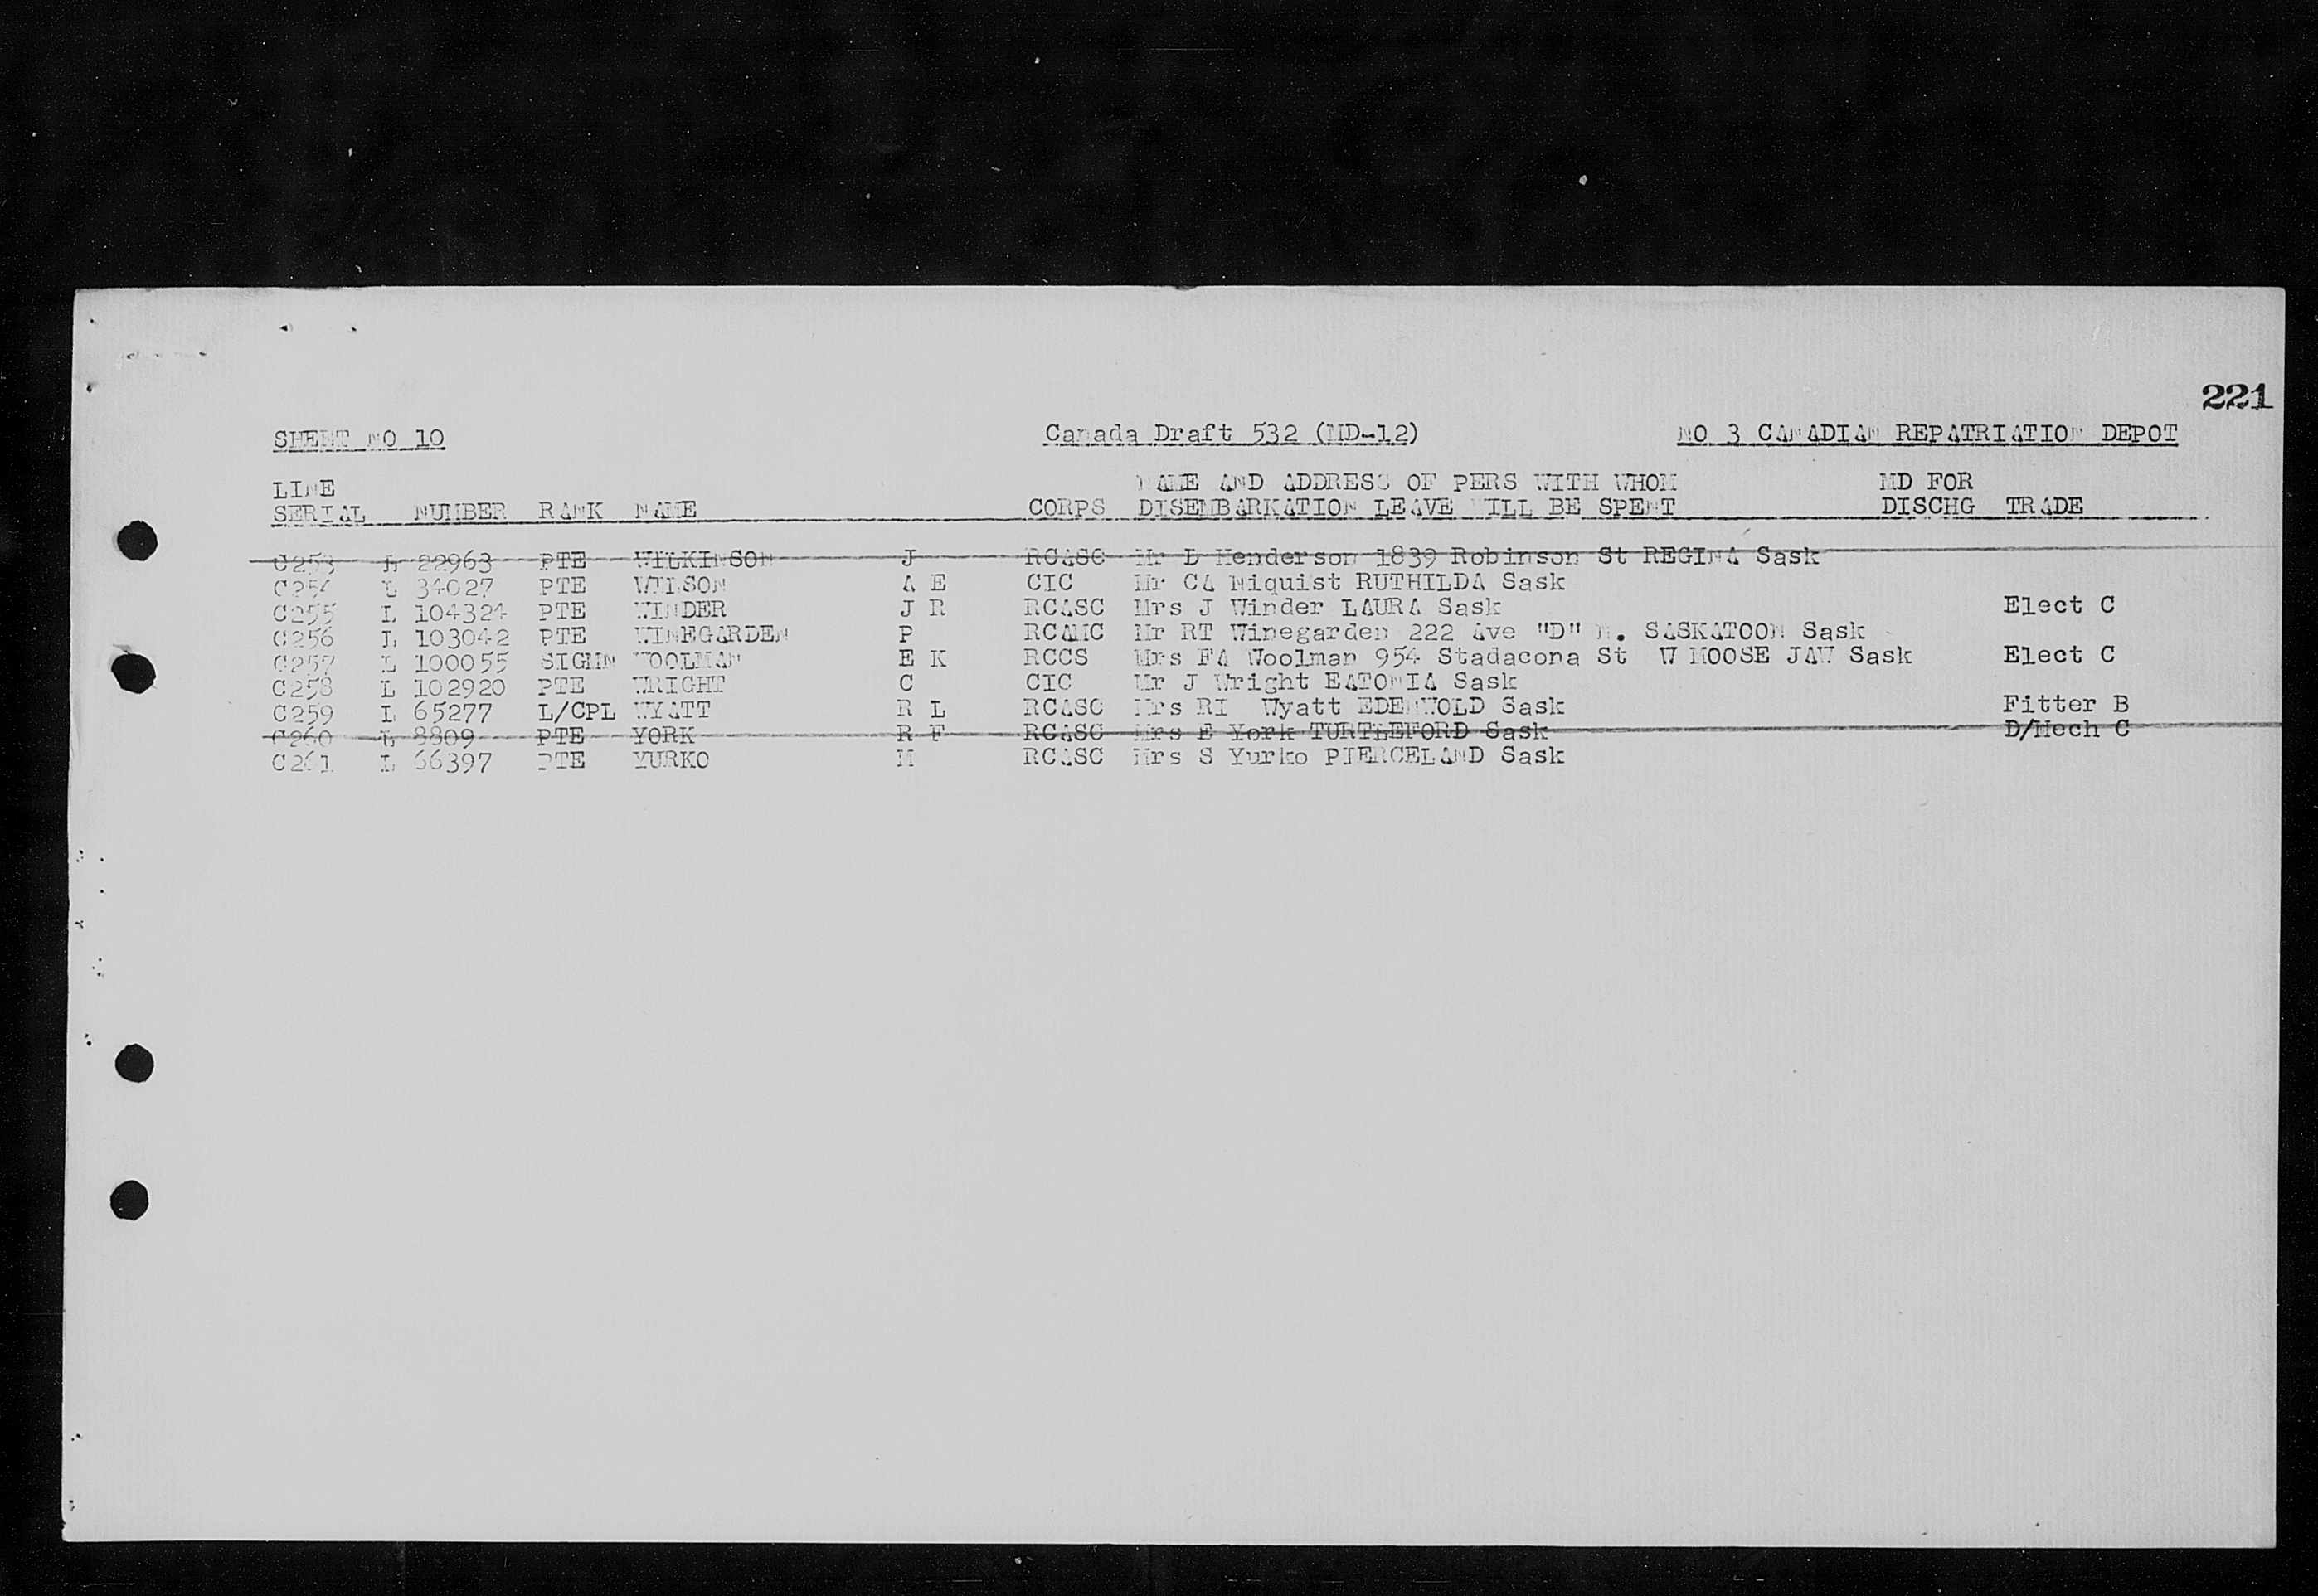 221
SHEET NO 10 Canada Draft 532 (MD-12) NO 3 CANADIAN REPATRIATION DEPOT
LINE NAME AND ADDRESS OF PERS WITH WHOM MD FOR
SERIAL NUMBER RANK NAME CORPS DISEMBARKATION LEAVE WILL BE SPENT DISCHG TRADE
C253 L 22963 PTE WILKINSON J RCASC Mr D Henderson 1839 Robinson St REGINA Sask
C254 L 34027 PTE WILSON A E CIC Mr CA Niquist RUTHILDA Sask
C255 L 104324 PTE WINDER J R RCASC Mrs J Winder LAURA Sask Elect C
C256 L 103042 PTE WINEGARDEN P RCAMC Mr RT Winegarden 222 Ave "D" N. SASKATOON Sask
C257 L 100055 SIGMN WOOLMAN E K RCCS Mrs FA Woolman 954 Stadacona St W MOOSE JAW Sask Elect C
C258 L 102920 PTE WRIGHT C CIC Mr J Wright EATONIA Sask
C259 L 65277 L/CPL WYATT R L RCASC Mrs RI Wyatt EDENWOLD Sask Fitter B
C260 L 8809 PTE YORK R F RCASC Mrs E York TURTLEFORD Sask D/Mech C
C261 L 66397 PTE YURKO M RCASC Mrs S Yurko PIERCELAND Sask